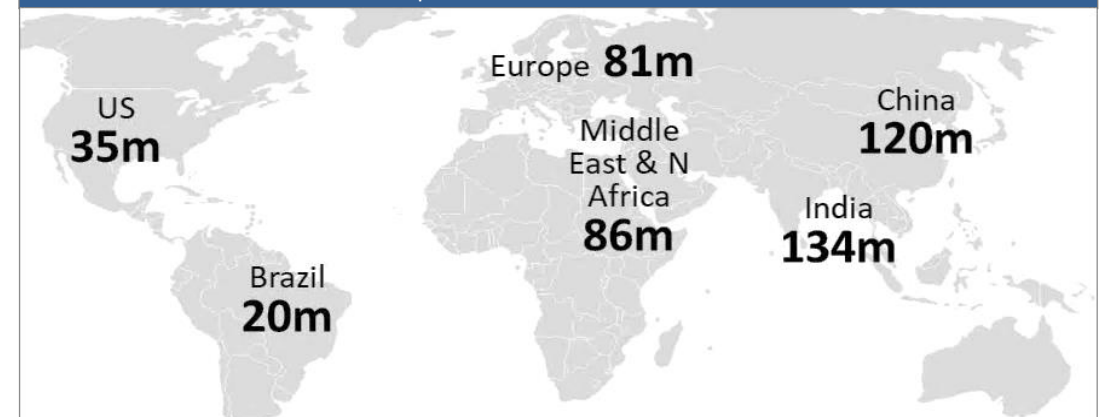 Europe 81m
US
35m
China
120m
Middle
East & N
Africa
86m
India
134m
Brazil
20m